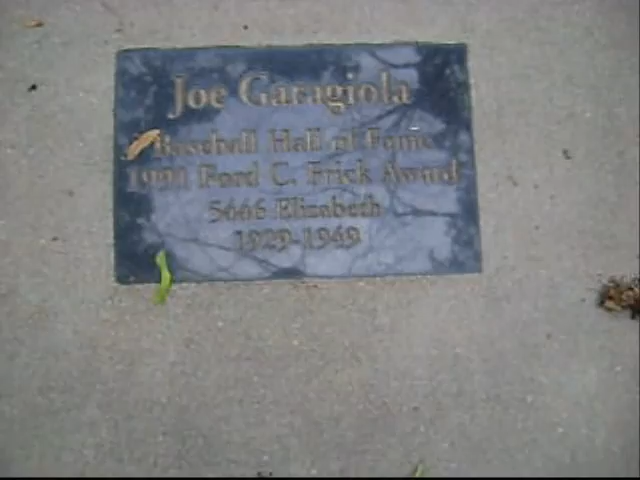 Joe Garagiola
Baseball Hall of Fame
1991 Ford C. Frick Award
5446 Elizabeth
1929-1949